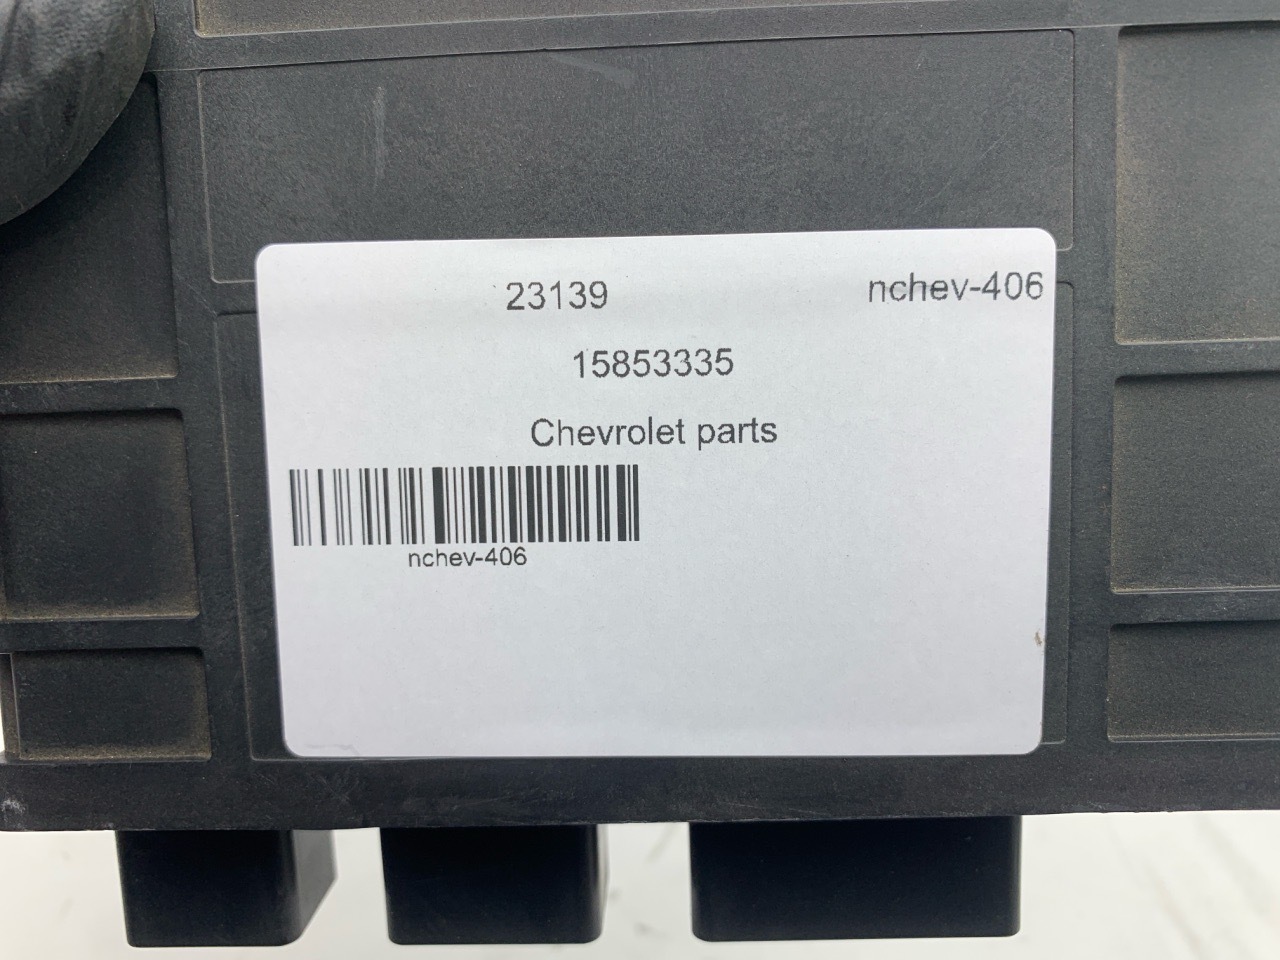 23139 nchev-406
15853335
Chevrolet parts
nchev-406